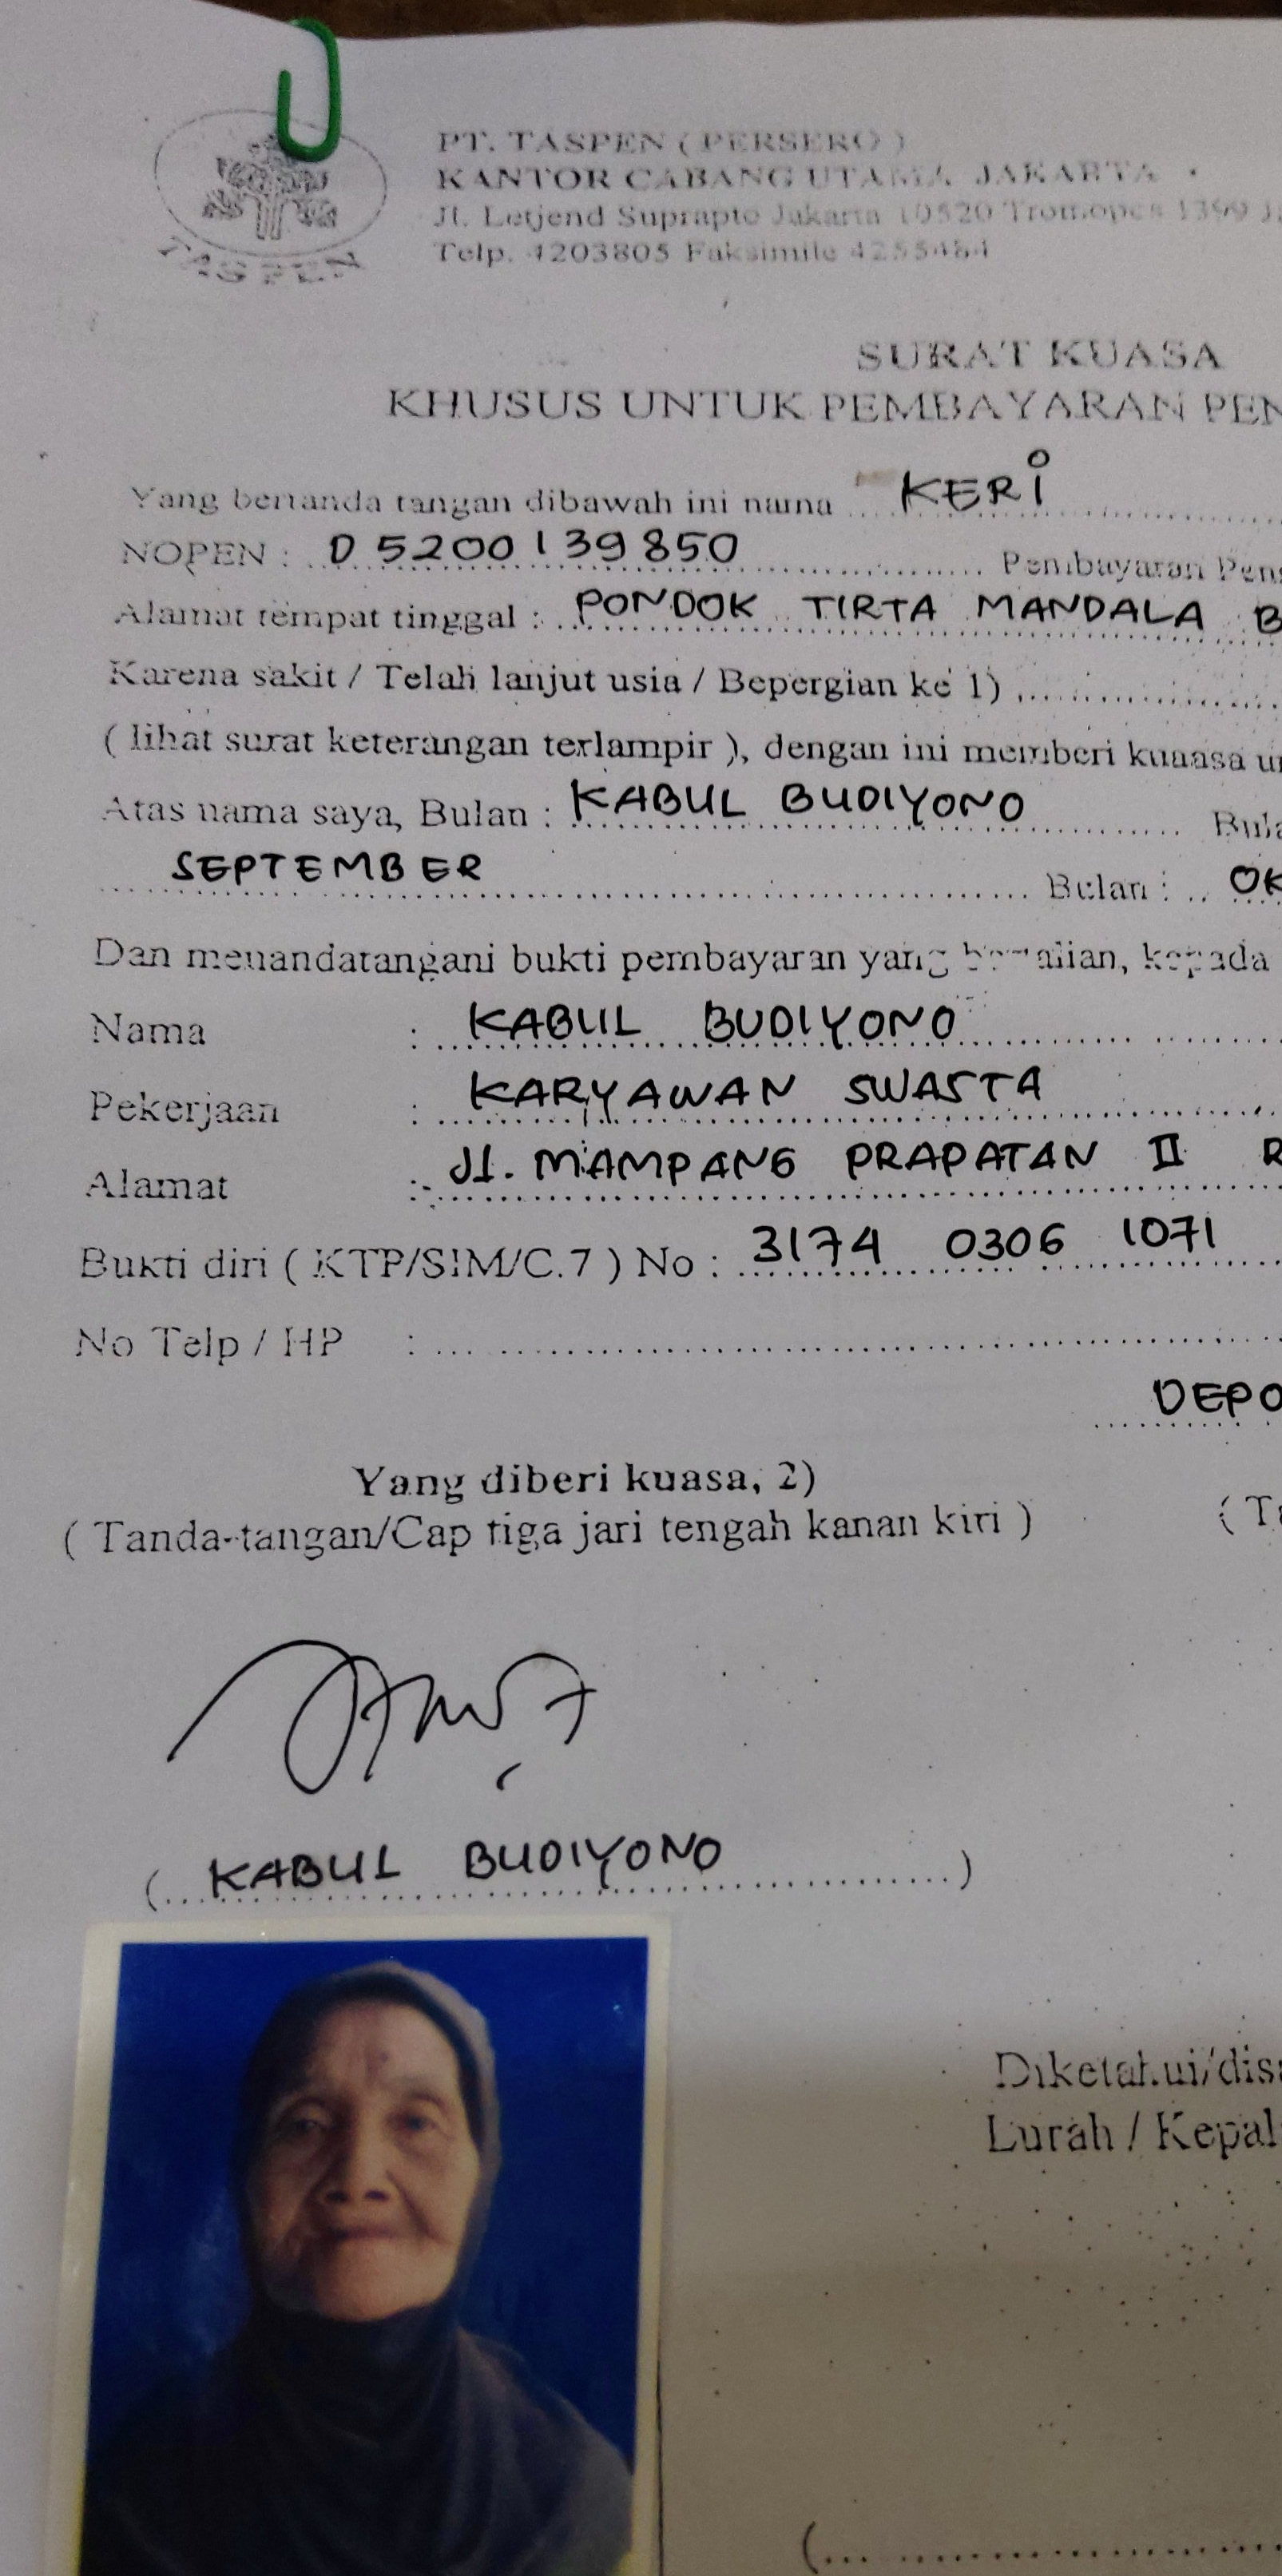 TASPEN
PT. TASPEN ( PERSERO )
KANTOR CABANG UTAMA JAKARTA
Jl. Letjend Suprapto Jakarta 10520 Tromolpos 1399
Telp. 4203805 Faksimile 4255484
SURAT KUASA
KHUSUS UNTUK PEMBAYARAN PEN
Yang bertanda tangan dibawah ini nama KERI
NOPEN : D 5200139850 Pembayaran Pens
Alamat tempat tinggal : PONDOK TIRTA MANDALA B
Karena sakit / Telah lanjut usia / Bepergian ke 1)
( lihat surat keterangan terlampir ), dengan ini memberi kuaasa u
Atas nama saya, Bulan : KABUL BUDIYONO Bula
SEPTEMBER Bulan : OK
Dan menandatangani bukti pembayaran yang kepada
Nama : KABUL BUDIYONO
Pekerjaan : KARYAWAN SWASTA
Alamat : Jl. MAMPANG PRAPATAN II R
Bukti diri ( KTP/SIM/C.7 ) No : 3174 0306 1071
No Telp / HP :
DEPO
Yang diberi kuasa, 2)
( Tanda-tangan/Cap tiga jari tengah kanan kiri ) ( T
( KABUL BUDIYONO )
Diketahui/dis
Lurah / Kepal